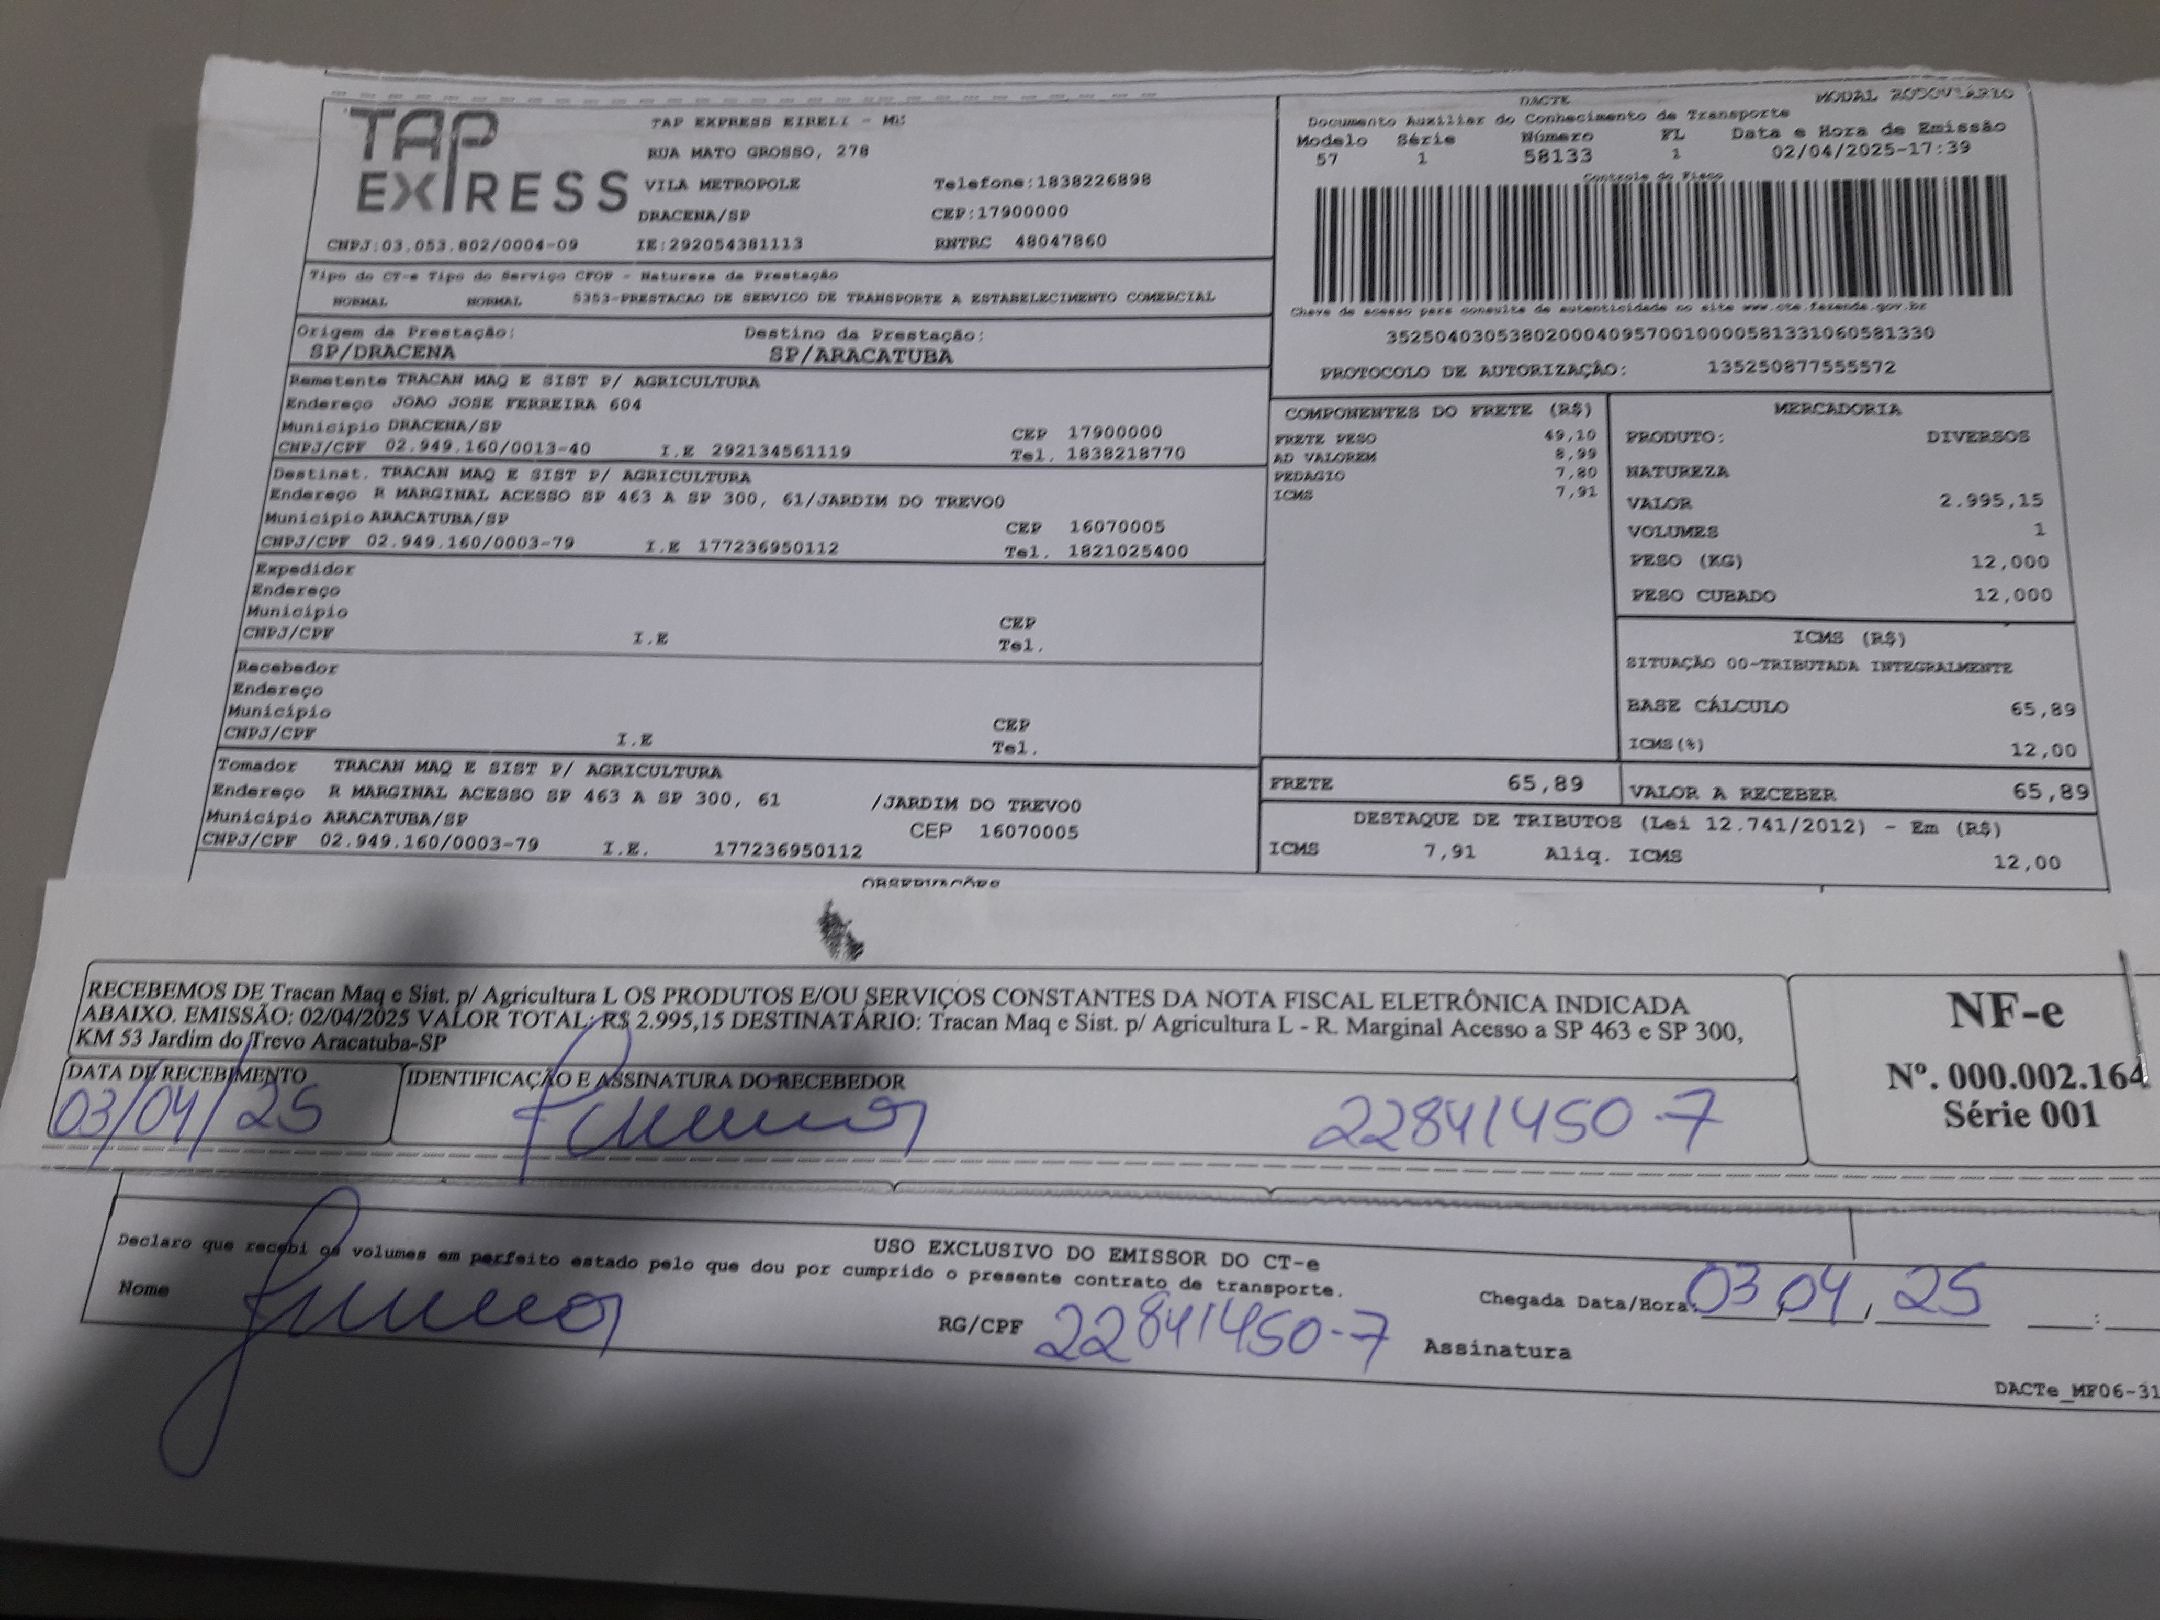 TAP EXPRESS
TAP EXPRESS EIRELI - ME
RUA MATO GROSSO, 278
VILA METROPOLE Telefone:1838226898
DRACENA/SP CEP:17900000
CNPJ:03.053.802/0004-09 IE:292054381113 RNTRC 48047860
DACTE MODAL RODOVIÁRIO
Documento Auxiliar do Conhecimento de Transporte
Modelo Série Número FL Data e Hora de Emissão
57 1 58133 1 02/04/2025-17:39
Controle do Fisco
Chave de acesso para consulta de autenticidade no site www.cte.fazenda.gov.br
35250403053802000409570010000581331060581330
PROTOCOLO DE AUTORIZAÇÃO: 135250877555572
Tipo do CT-e Tipo do Serviço CFOP - Natureza da Prestação
NORMAL NORMAL 5353-PRESTACAO DE SERVICO DE TRANSPORTE A ESTABELECIMENTO COMERCIAL
Origem da Prestação: Destino da Prestação:
SP/DRACENA SP/ARACATUBA
Remetente TRACAN MAQ E SIST P/ AGRICULTURA
Endereço JOAO JOSE FERREIRA 604
Município DRACENA/SP CEP 17900000
CNPJ/CPF 02.949.160/0013-40 I.E 292134561119 Tel. 1838218770
Destinat. TRACAN MAQ E SIST P/ AGRICULTURA
Endereço R MARGINAL ACESSO SP 463 A SP 300, 61/JARDIM DO TREVO0
Município ARACATUBA/SP CEP 16070005
CNPJ/CPF 02.949.160/0003-79 I.E 177236950112 Tel. 1821025400
Expedidor
Endereço
Município CEP
CNPJ/CPF I.E Tel.
Recebedor
Endereço
Município CEP
CNPJ/CPF I.E Tel.
Tomador TRACAN MAQ E SIST P/ AGRICULTURA
Endereço R MARGINAL ACESSO SP 463 A SP 300, 61 /JARDIM DO TREVO0
Município ARACATUBA/SP CEP 16070005
CNPJ/CPF 02.949.160/0003-79 I.E. 177236950112
COMPONENTES DO FRETE (R$)
FRETE PESO 49,10
AD VALOREM 8,99
PEDAGIO 7,80
ICMS 7,91
MERCADORIA
PRODUTO: DIVERSOS
NATUREZA
VALOR 2.995,15
VOLUMES 1
PESO (KG) 12,000
PESO CUBADO 12,000
ICMS (R$)
SITUAÇÃO 00-TRIBUTADA INTEGRALMENTE
BASE CÁLCULO 65,89
ICMS(%) 12,00
FRETE 65,89 VALOR A RECEBER 65,89
DESTAQUE DE TRIBUTOS (Lei 12.741/2012) - Em (R$)
ICMS 7,91 Aliq. ICMS 12,00
OBSERVAÇÕES
RECEBEMOS DE Tracan Maq e Sist. p/ Agricultura L OS PRODUTOS E/OU SERVIÇOS CONSTANTES DA NOTA FISCAL ELETRÔNICA INDICADA
ABAIXO. EMISSÃO: 02/04/2025 VALOR TOTAL: R$ 2.995,15 DESTINATÁRIO: Tracan Maq e Sist. p/ Agricultura L - R. Marginal Acesso a SP 463 e SP 300,
KM 53 Jardim do Trevo Aracatuba-SP
DATA DE RECEBIMENTO IDENTIFICAÇÃO E ASSINATURA DO RECEBEDOR
03/04/25 22841450-7
NF-e
Nº. 000.002.164
Série 001
USO EXCLUSIVO DO EMISSOR DO CT-e
Declaro que recebi os volumes em perfeito estado pelo que dou por cumprido o presente contrato de transporte.
Nome RG/CPF 22841450-7 Chegada Data/Hora: 03/04/25 :
Assinatura
DACTe_MF06-31